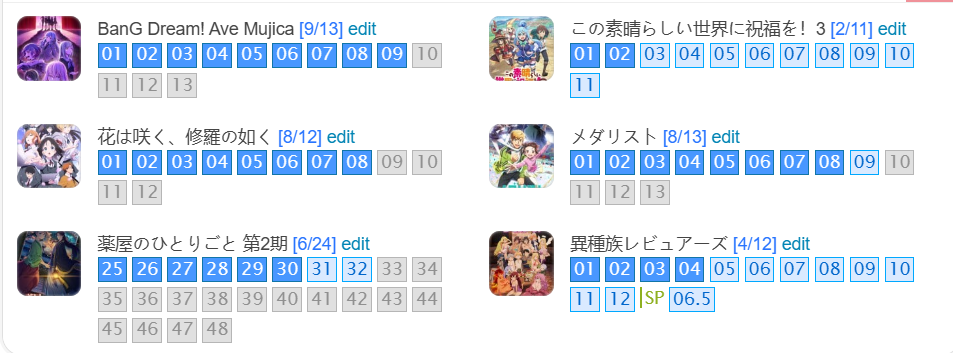 BanG Dream! Ave Mujica [9/13] edit
01 02 03 04 05 06 07 08 09 10
11 12 13
この素晴らしい世界に祝福を！3 [2/11] edit
01 02 03 04 05 06 07 08 09 10
11
花は咲く、修羅の如く [8/12] edit
01 02 03 04 05 06 07 08 09 10
11 12
メダリスト [8/13] edit
01 02 03 04 05 06 07 08 09 10
11 12 13
薬屋のひとりごと 第2期 [6/24] edit
25 26 27 28 29 30 31 32 33 34
35 36 37 38 39 40 41 42 43 44
45 46 47 48
異種族レビュアーズ [4/12] edit
01 02 03 04 05 06 07 08 09 10
11 12 SP 06.5